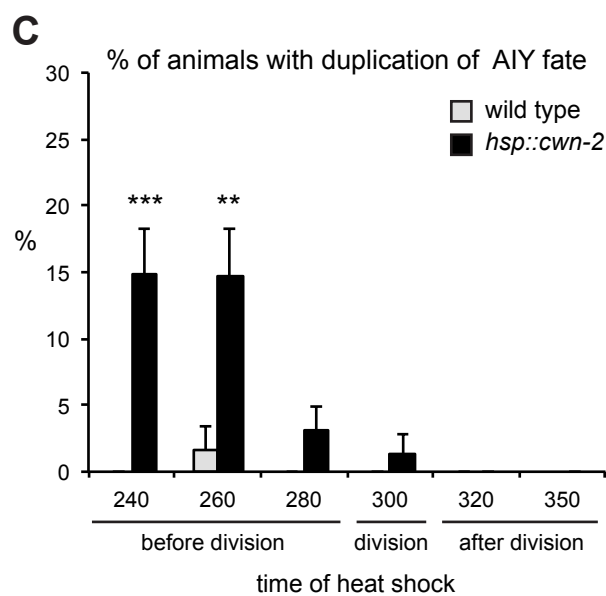 C
% of animals with duplication of AIY fate
wild type
hsp::cwn-2
30
25
20
15
10
5
0
%
***
**
240 260 280 300 320 350
before division division after division
time of heat shock